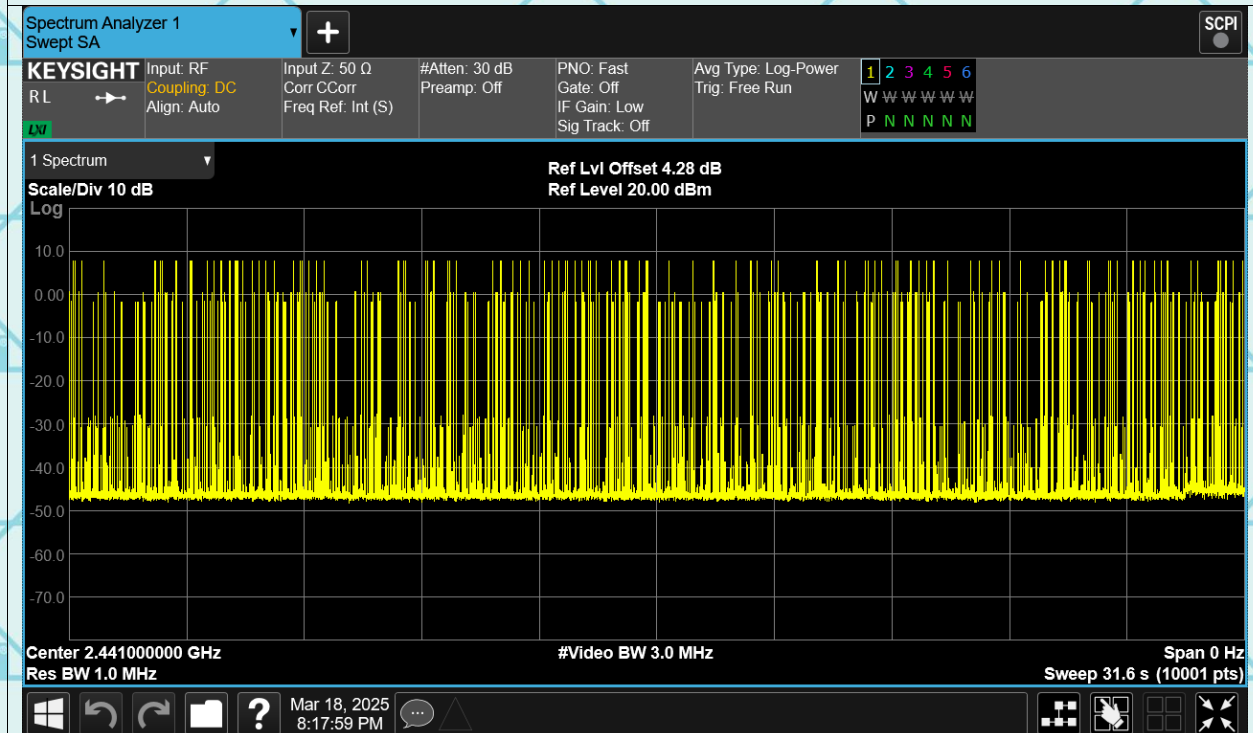 Spectrum Analyzer 1
Swept SA
+
SCPI
KEYSIGHT
R L
LXI
Input: RF
Coupling: DC
Align: Auto
Input Z: 50 Ω
Corr CCorr
Freq Ref: Int (S)
#Atten: 30 dB
Preamp: Off
PNO: Fast
Gate: Off
IF Gain: Low
Sig Track: Off
Avg Type: Log-Power
Trig: Free Run
1 2 3 4 5 6
W W W W W W
P N N N N N
1 Spectrum
Scale/Div 10 dB
Ref Lvl Offset 4.28 dB
Ref Level 20.00 dBm
Log
10.0
0.00
-10.0
-20.0
-30.0
-40.0
-50.0
-60.0
-70.0
Center 2.441000000 GHz
#Video BW 3.0 MHz
Span 0 Hz
Res BW 1.0 MHz
Sweep 31.6 s (10001 pts)
?
Mar 18, 2025
8:17:59 PM